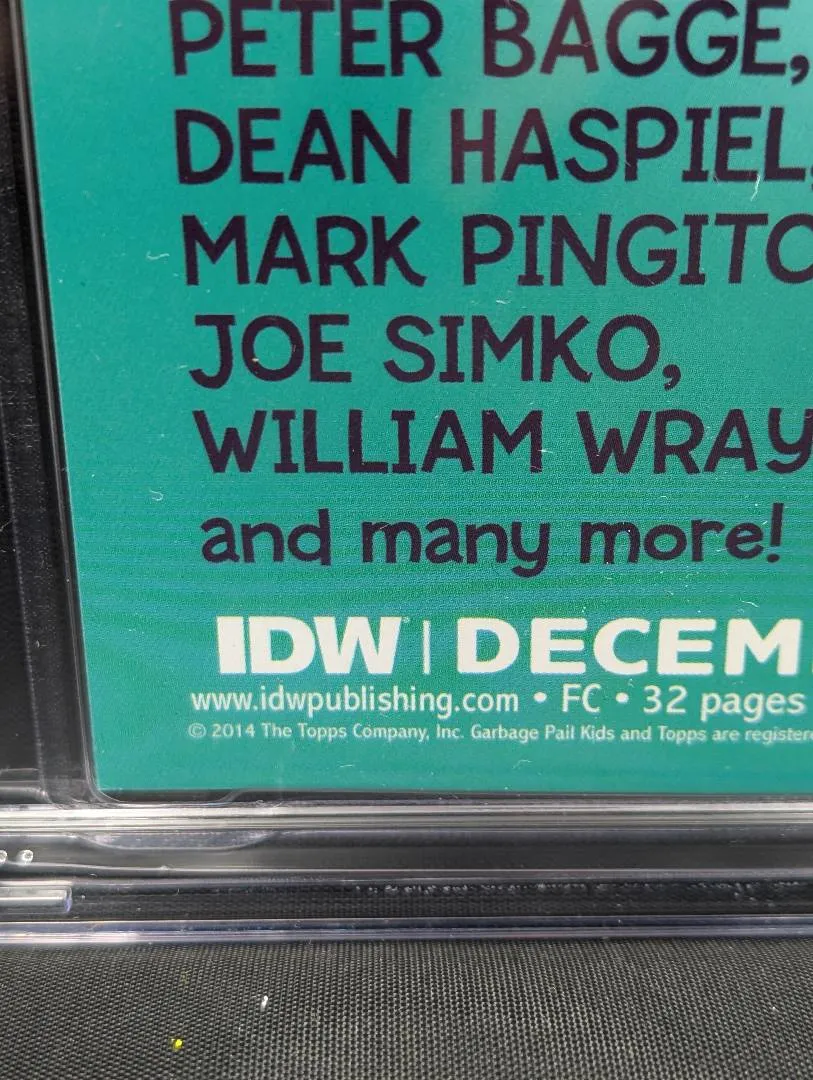 PETER BAGGE,
DEAN HASPIEL,
MARK PINGITO
JOE SIMKO,
WILLIAM WRAY
and many more!
IDW | DECEM
www.idwpublishing.com • FC • 32 pages
© 2014 The Topps Company, Inc. Garbage Pail Kids and Topps are register